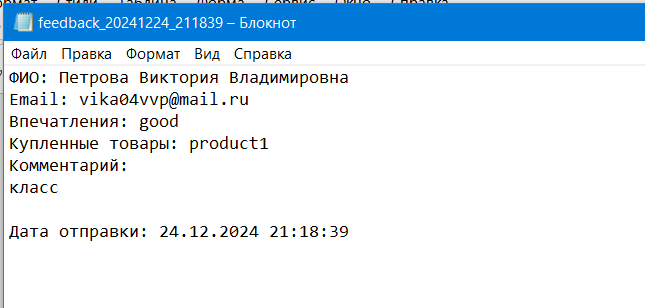 feedback_20241224_211839 – Блокнот
Файл Правка Формат Вид Справка
ФИО: Петрова Виктория Владимировна
Email: vika04vvp@mail.ru
Впечатления: good
Купленные товары: product1
Комментарий:
класс
Дата отправки: 24.12.2024 21:18:39